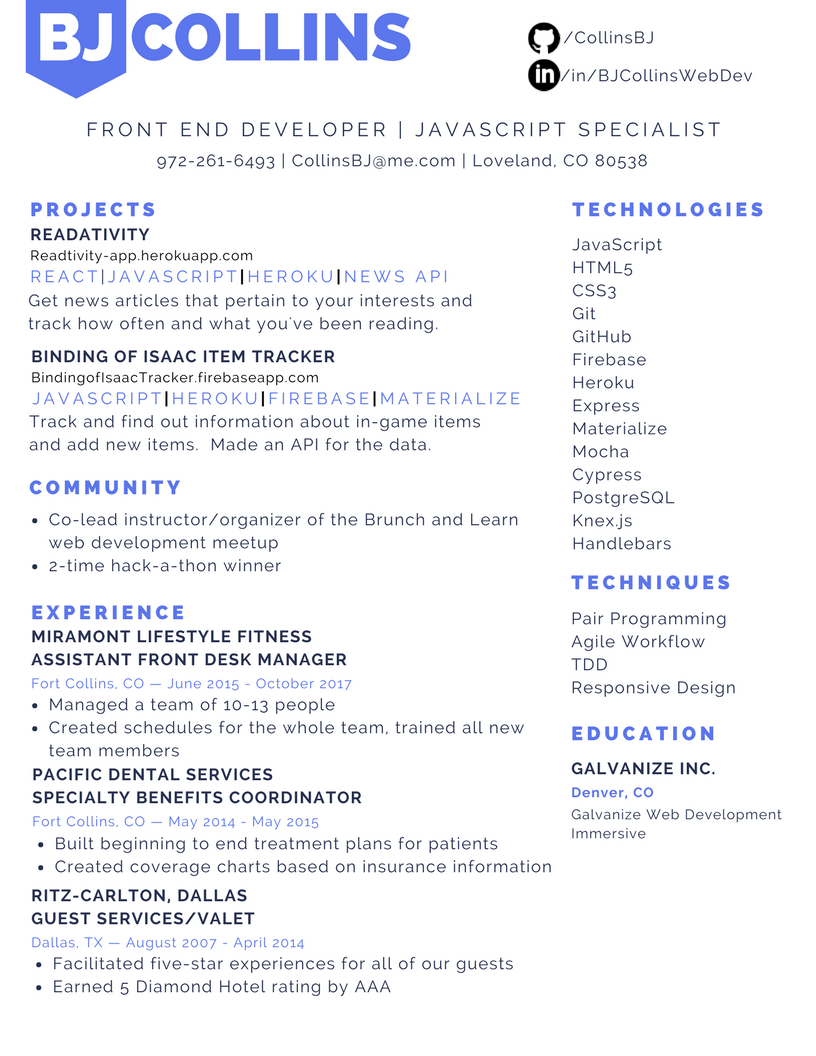 BJ COLLINS
/CollinsBJ
in /in/BJCollinsWebDev
FRONT END DEVELOPER | JAVASCRIPT SPECIALIST
972-261-6493 | CollinsBJ@me.com | Loveland, CO 80538
PROJECTS
READATIVITY
Readtivity-app.herokuapp.com
REACT|JAVASCRIPT|HEROKU|NEWS API
Get news articles that pertain to your interests and
track how often and what you've been reading.
BINDING OF ISAAC ITEM TRACKER
BindingofIsaacTracker.firebaseapp.com
JAVASCRIPT|HEROKU|FIREBASE|MATERIALIZE
Track and find out information about in-game items
and add new items.  Made an API for the data.
COMMUNITY
• Co-lead instructor/organizer of the Brunch and Learn
web development meetup
• 2-time hack-a-thon winner
EXPERIENCE
MIRAMONT LIFESTYLE FITNESS
ASSISTANT FRONT DESK MANAGER
Fort Collins, CO — June 2015 - October 2017
• Managed a team of 10-13 people
• Created schedules for the whole team, trained all new
team members
PACIFIC DENTAL SERVICES
SPECIALTY BENEFITS COORDINATOR
Fort Collins, CO — May 2014 - May 2015
• Built beginning to end treatment plans for patients
• Created coverage charts based on insurance information
RITZ-CARLTON, DALLAS
GUEST SERVICES/VALET
Dallas, TX — August 2007 - April 2014
• Facilitated five-star experiences for all of our guests
• Earned 5 Diamond Hotel rating by AAA
TECHNOLOGIES
JavaScript
HTML5
CSS3
Git
GitHub
Firebase
Heroku
Express
Materialize
Mocha
Cypress
PostgreSQL
Knex.js
Handlebars
TECHNIQUES
Pair Programming
Agile Workflow
TDD
Responsive Design
EDUCATION
GALVANIZE INC.
Denver, CO
Galvanize Web Development
Immersive